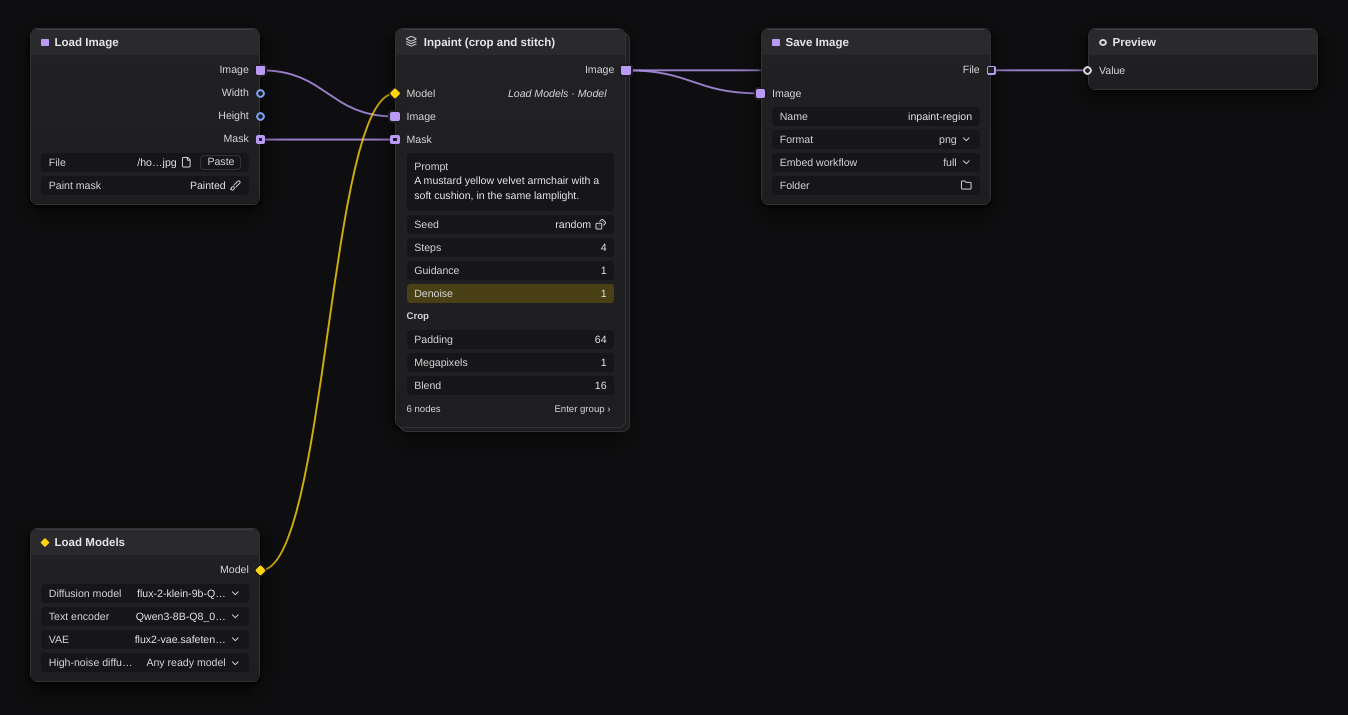 Load Image
Image
Width
Height
Mask
File /ho…jpg Paste
Paint mask Painted
Inpaint (crop and stitch)
Image
Model Load Models · Model
Image
Mask
Prompt
A mustard yellow velvet armchair with a
soft cushion, in the same lamplight.
Seed random
Steps 4
Guidance 1
Denoise 1
Crop
Padding 64
Megapixels 1
Blend 16
6 nodes Enter group ›
Save Image
File
Image
Name inpaint-region
Format png
Embed workflow full
Folder
Preview
Value
Load Models
Model
Diffusion model flux-2-klein-9b-Q…
Text encoder Qwen3-8B-Q8_0…
VAE flux2-vae.safeten…
High-noise diffu… Any ready model